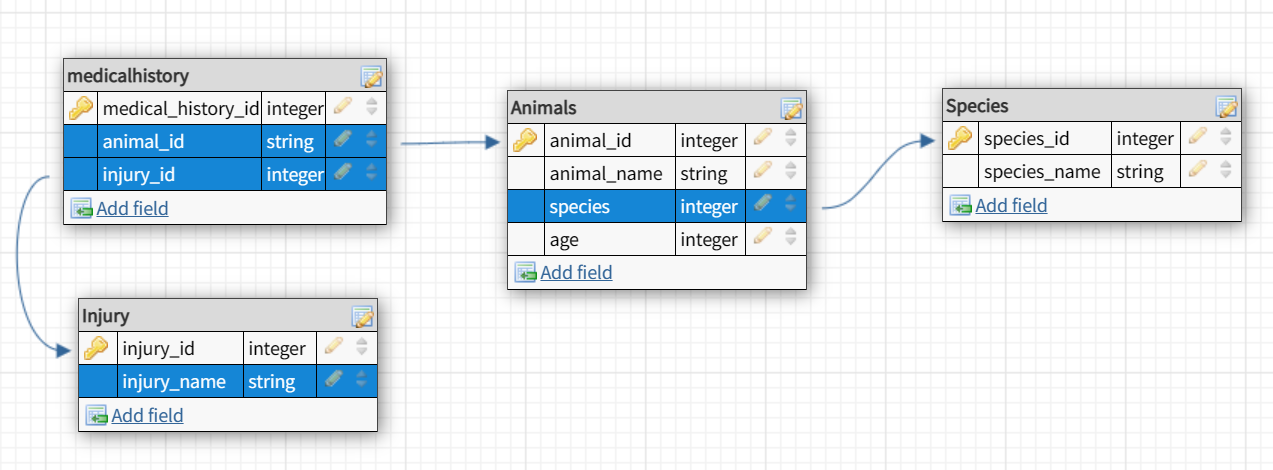 medicalhistory
medical_history_id integer
animal_id string
injury_id integer
Add field
Animals
animal_id integer
animal_name string
species integer
age integer
Add field
Species
species_id integer
species_name string
Add field
Injury
injury_id integer
injury_name string
Add field